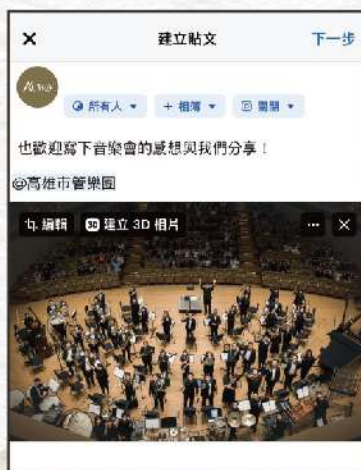 建立貼文
下一步
所有人
+ 相簿
也歡迎寫下音樂會的感想與我們分享！
@高雄市管樂團
編輯
3D 建立 3D 相片